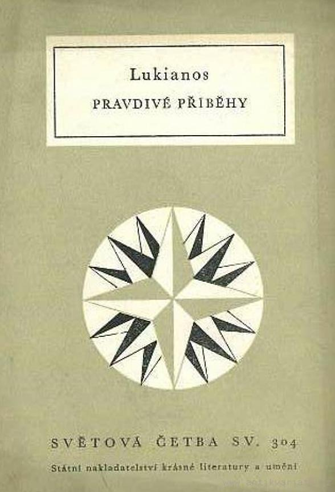 Lukianos
PRAVDIVÉ PŘÍBĚHY
SVĚTOVÁ ČETBA SV. 304
Státní nakladatelství krásné literatury a umění